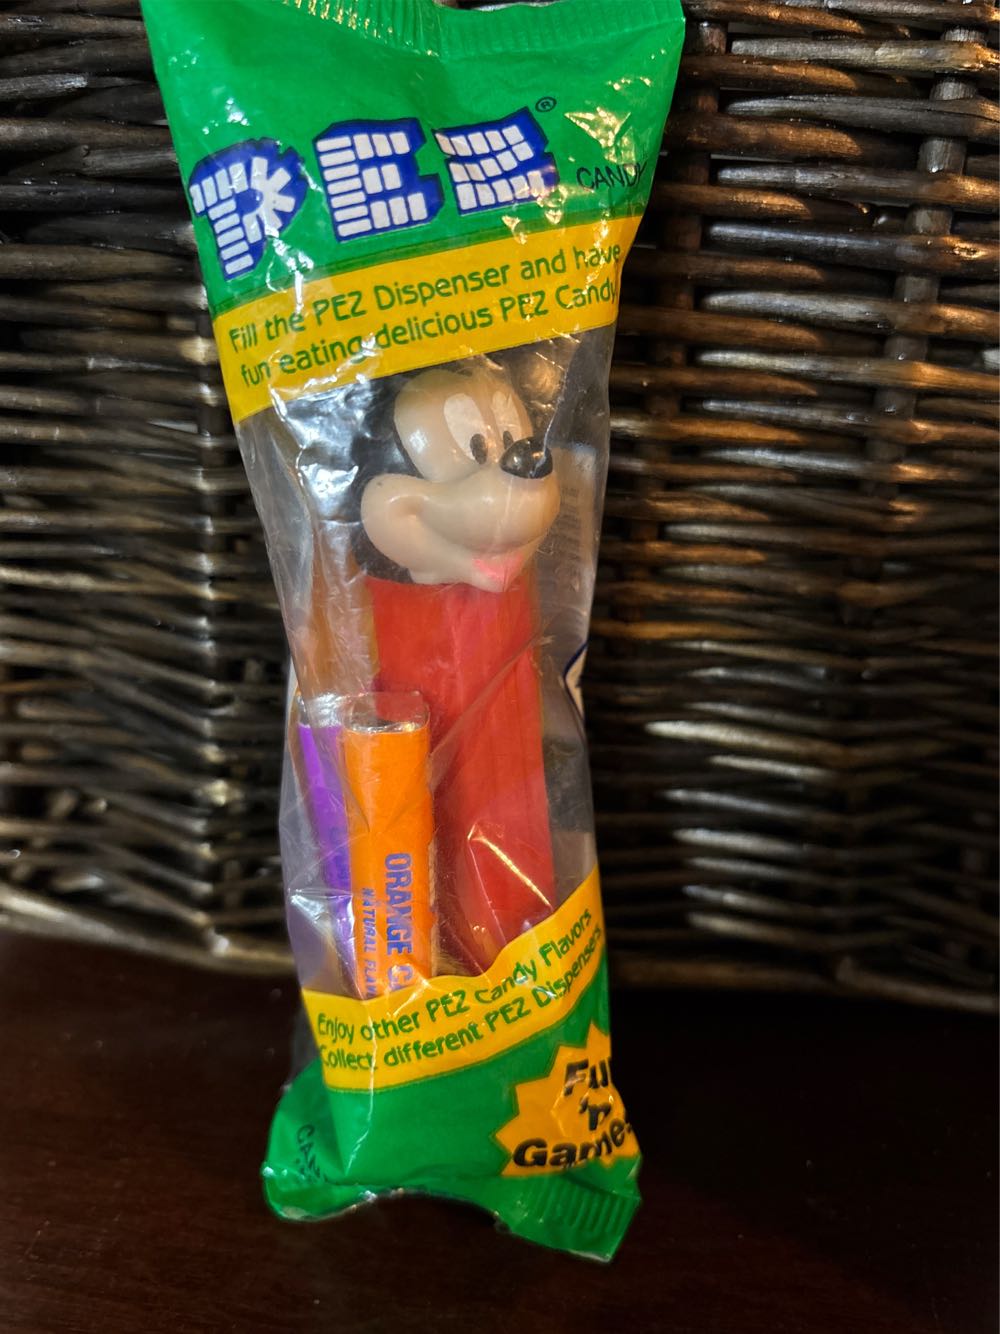 PEZ®
CANDY
Fill the PEZ Dispenser and have
fun eating delicious PEZ Candy!
ORANGE
NATURAL
Enjoy other PEZ Candy Flavors
Collect different PEZ Dispensers
Fun
'n
Games